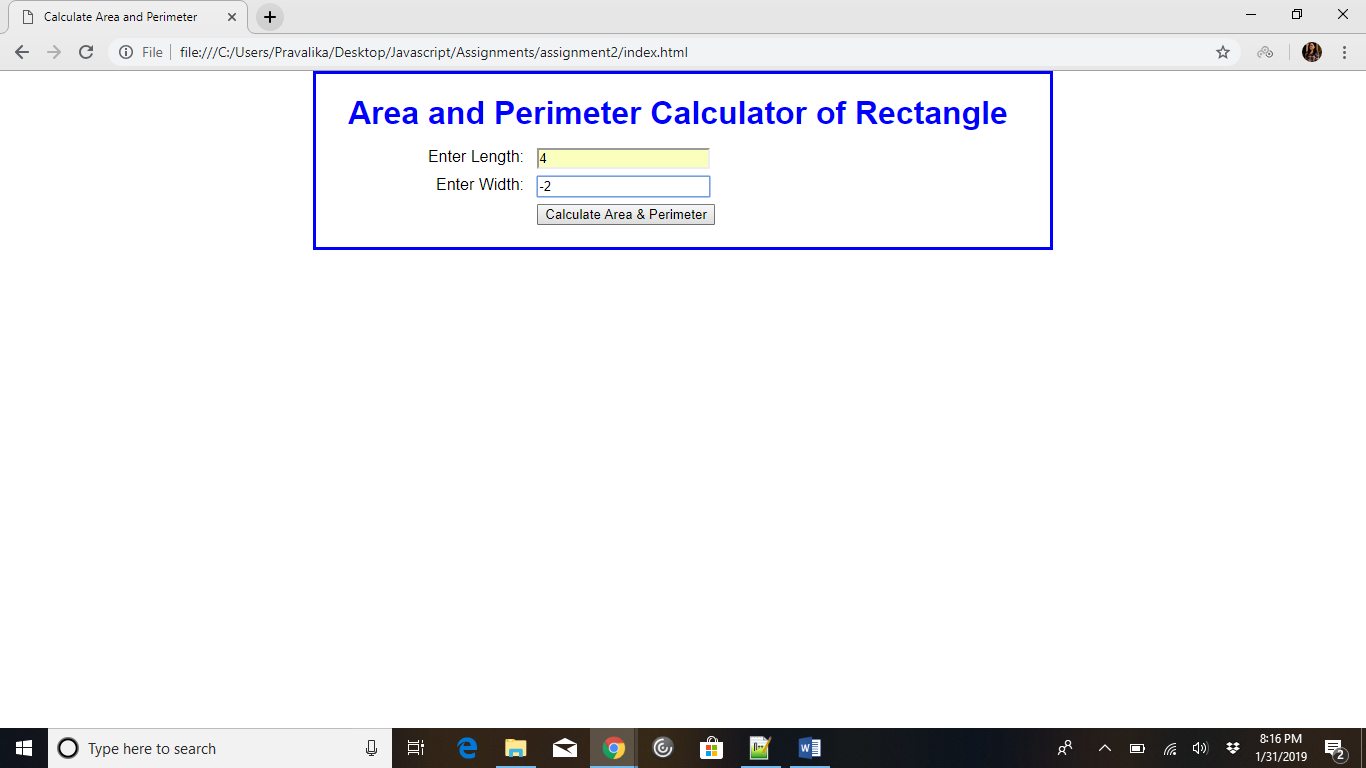 Calculate Area and Perimeter
File file:///C:/Users/Pravalika/Desktop/Javascript/Assignments/assignment2/index.html
Area and Perimeter Calculator of Rectangle
Enter Length: 4
Enter Width: -2
Calculate Area & Perimeter
Type here to search
8:16 PM
1/31/2019
2